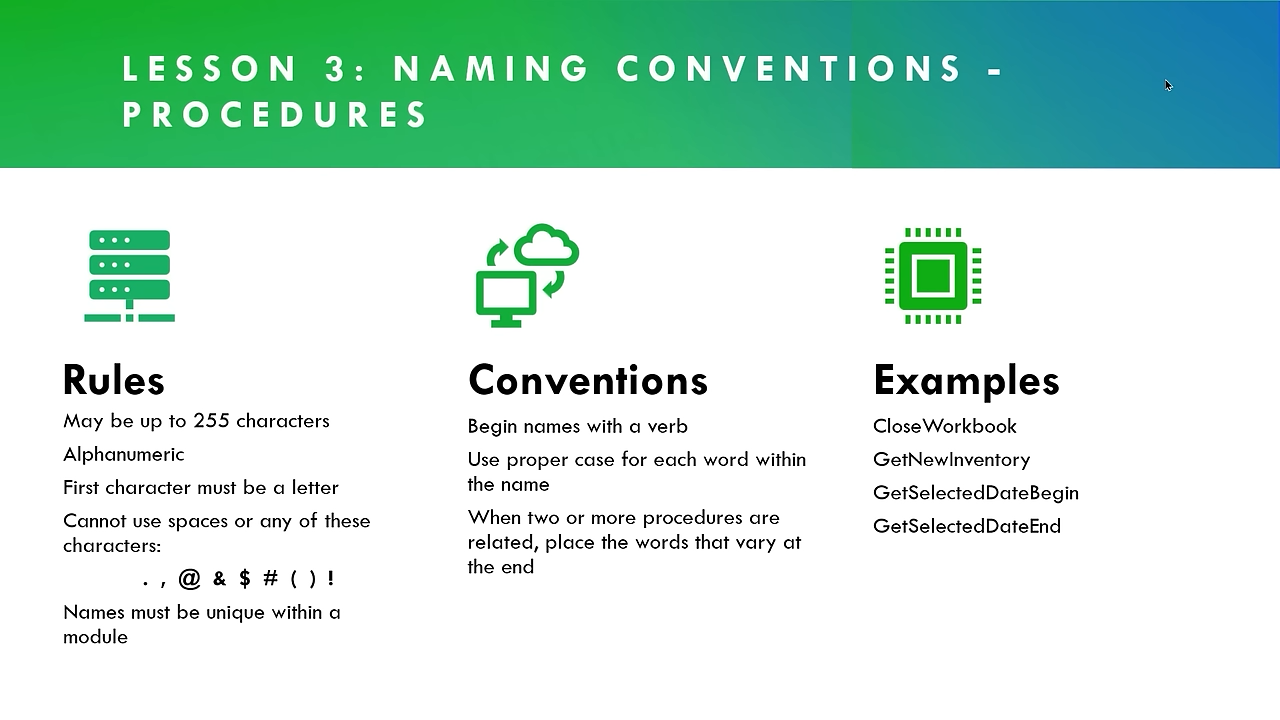 LESSON 3: NAMING CONVENTIONS -
PROCEDURES
Rules
May be up to 255 characters
Alphanumeric
First character must be a letter
Cannot use spaces or any of these
characters:
. , @ & $ # ( ) !
Names must be unique within a
module
Conventions
Begin names with a verb
Use proper case for each word within
the name
When two or more procedures are
related, place the words that vary at
the end
Examples
CloseWorkbook
GetNewInventory
GetSelectedDateBegin
GetSelectedDateEnd